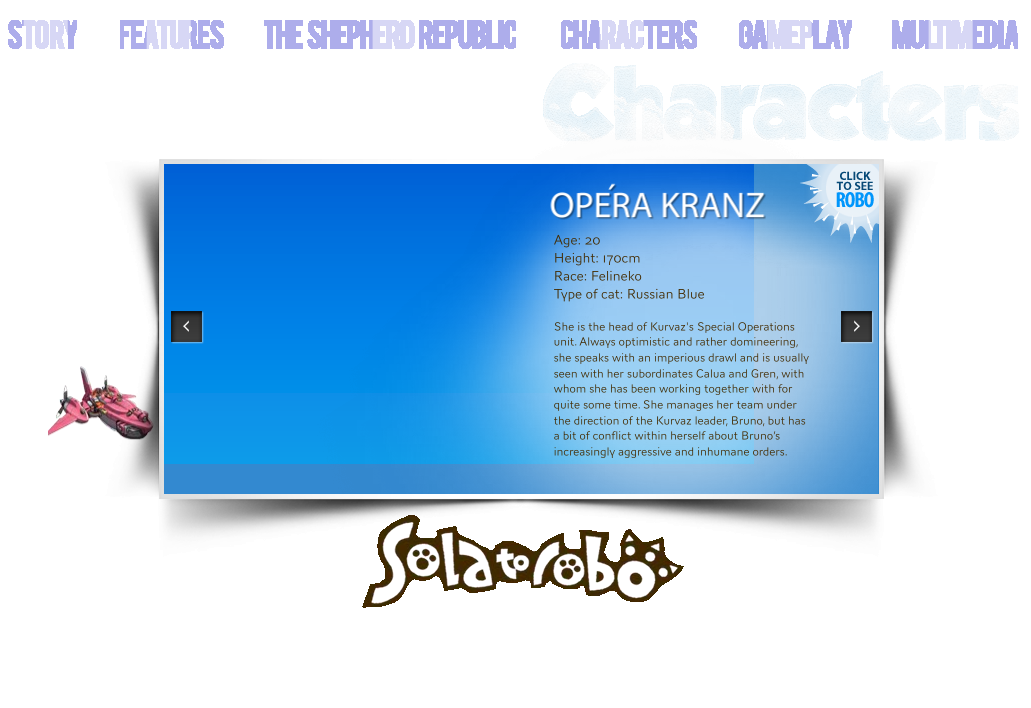 STORY FEATURES THE SHEPHERD REPUBLIC CHARACTERS GAMEPLAY MULTIMEDIA
Characters
CLICK
TO SEE
ROBO
OPÉRA KRANZ
Age: 20
Height: 170cm
Race: Felineko
Type of cat: Russian Blue
She is the head of Kurvaz's Special Operations
unit. Always optimistic and rather domineering,
she speaks with an imperious drawl and is usually
seen with her subordinates Calua and Gren, with
whom she has been working together with for
quite some time. She manages her team under
the direction of the Kurvaz leader, Bruno, but has
a bit of conflict within herself about Bruno's
increasingly aggressive and inhumane orders.
Solatorobo